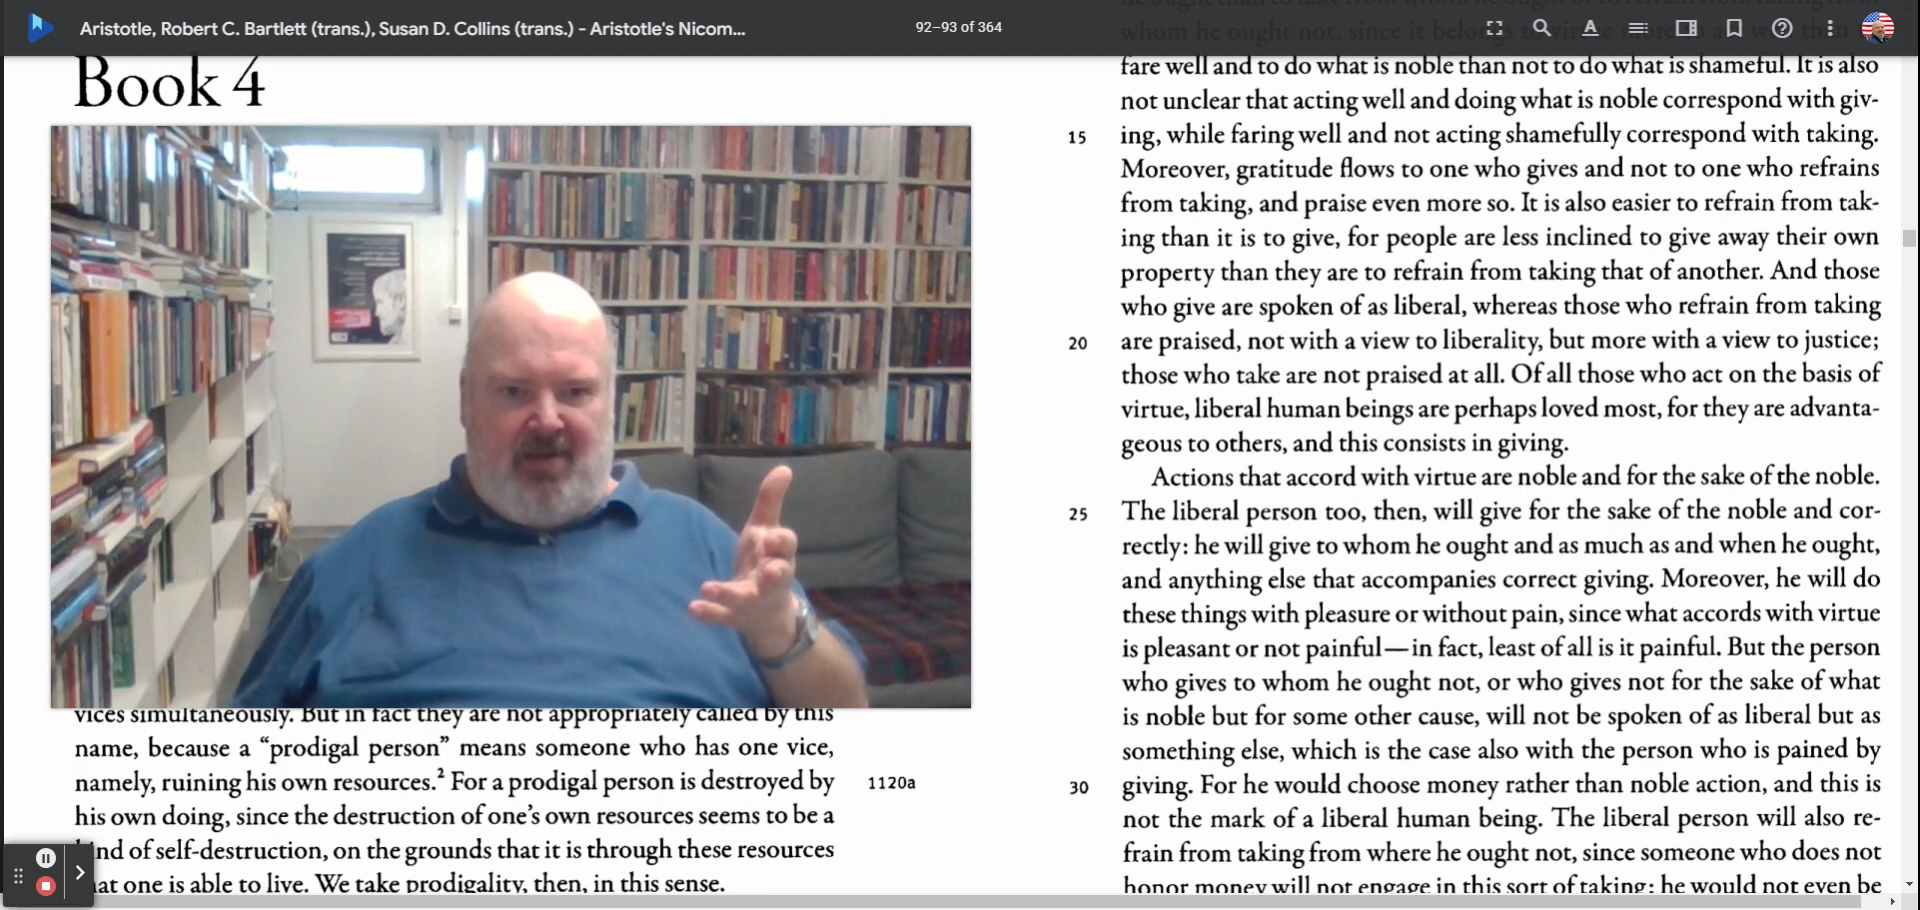 Aristotle, Robert C. Bartlett (trans.), Susan D. Collins (trans.) - Aristotle's Nicom...
92–93 of 364
Book 4
vices simultaneously. But in fact they are not appropriately called by this
name, because a “prodigal person” means someone who has one vice,
namely, ruining his own resources.² For a prodigal person is destroyed by
1120a
his own doing, since the destruction of one’s own resources seems to be a
kind of self-destruction, on the grounds that it is through these resources
that one is able to live. We take prodigality, then, in this sense.
whom he ought not, since it belongs to virtue more to
fare well and to do what is noble than not to do what is shameful. It is also
not unclear that acting well and doing what is noble correspond with giv-
15 ing, while faring well and not acting shamefully correspond with taking.
Moreover, gratitude flows to one who gives and not to one who refrains
from taking, and praise even more so. It is also easier to refrain from tak-
ing than it is to give, for people are less inclined to give away their own
property than they are to refrain from taking that of another. And those
who give are spoken of as liberal, whereas those who refrain from taking
20 are praised, not with a view to liberality, but more with a view to justice;
those who take are not praised at all. Of all those who act on the basis of
virtue, liberal human beings are perhaps loved most, for they are advanta-
geous to others, and this consists in giving.
Actions that accord with virtue are noble and for the sake of the noble.
25 The liberal person too, then, will give for the sake of the noble and cor-
rectly: he will give to whom he ought and as much as and when he ought,
and anything else that accompanies correct giving. Moreover, he will do
these things with pleasure or without pain, since what accords with virtue
is pleasant or not painful—in fact, least of all is it painful. But the person
who gives to whom he ought not, or who gives not for the sake of what
is noble but for some other cause, will not be spoken of as liberal but as
something else, which is the case also with the person who is pained by
30 giving. For he would choose money rather than noble action, and this is
not the mark of a liberal human being. The liberal person will also re-
frain from taking from where he ought not, since someone who does not
honor money will not engage in this sort of taking; he would not even be